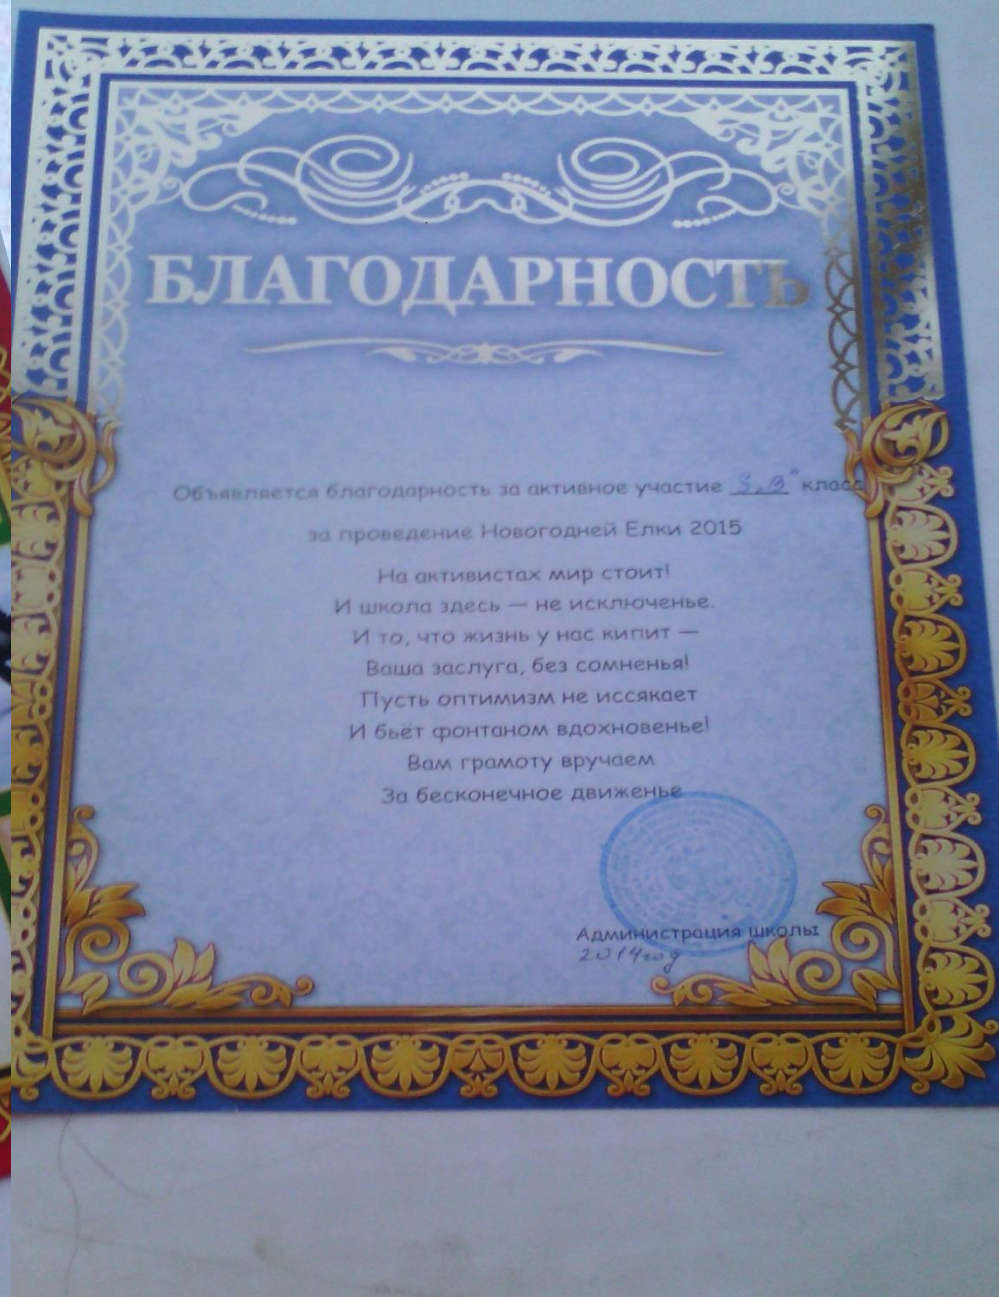 БЛАГОДАРНОСТЬ
Объявляется благодарность за активное участие 3 „В" класс
за проведение Новогодней Елки 2015
На активистах мир стоит!
И школа здесь — не исключенье.
И то, что жизнь у нас кипит —
Ваша заслуга, без сомненья!
Пусть оптимизм не иссякает
И бьёт фонтаном вдохновенье!
Вам грамоту вручаем
За бесконечное движенье
Администрация школы
2014год